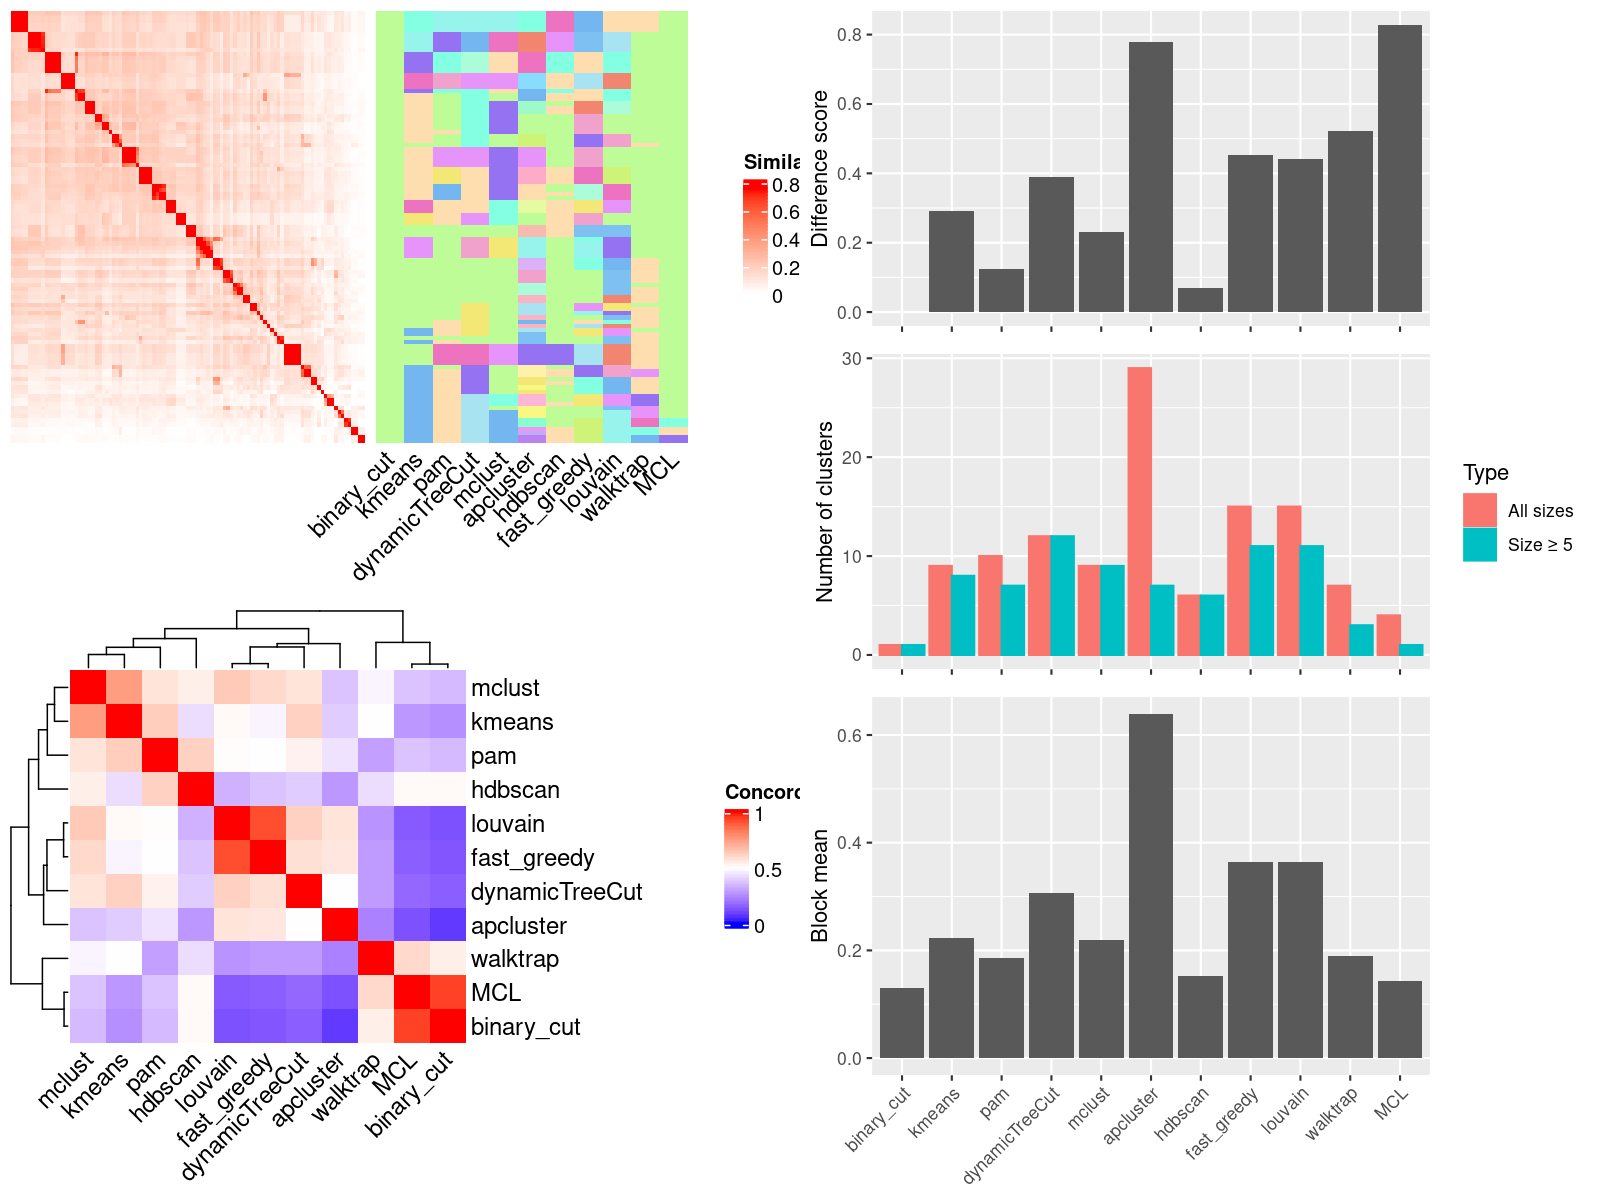 binary_cut
kmeans
pam
dynamicTreeCut
mclust
apcluster
hdbscan
fast_greedy
louvain
walktrap
MCL
Simila
0.8
0.6
0.4
0.2
0
mclust
kmeans
pam
hdbscan
louvain
fast_greedy
dynamicTreeCut
apcluster
walktrap
MCL
binary_cut
mclust
kmeans
pam
hdbscan
louvain
fast_greedy
dynamicTreeCut
apcluster
walktrap
MCL
binary_cut
Concord
1
0.5
0
Difference score
0.8
0.6
0.4
0.2
0.0
Number of clusters
30
20
10
0
Type
All sizes
Size ≥ 5
Block mean
0.6
0.4
0.2
0.0
binary_cut
kmeans
pam
dynamicTreeCut
mclust
apcluster
hdbscan
fast_greedy
louvain
walktrap
MCL